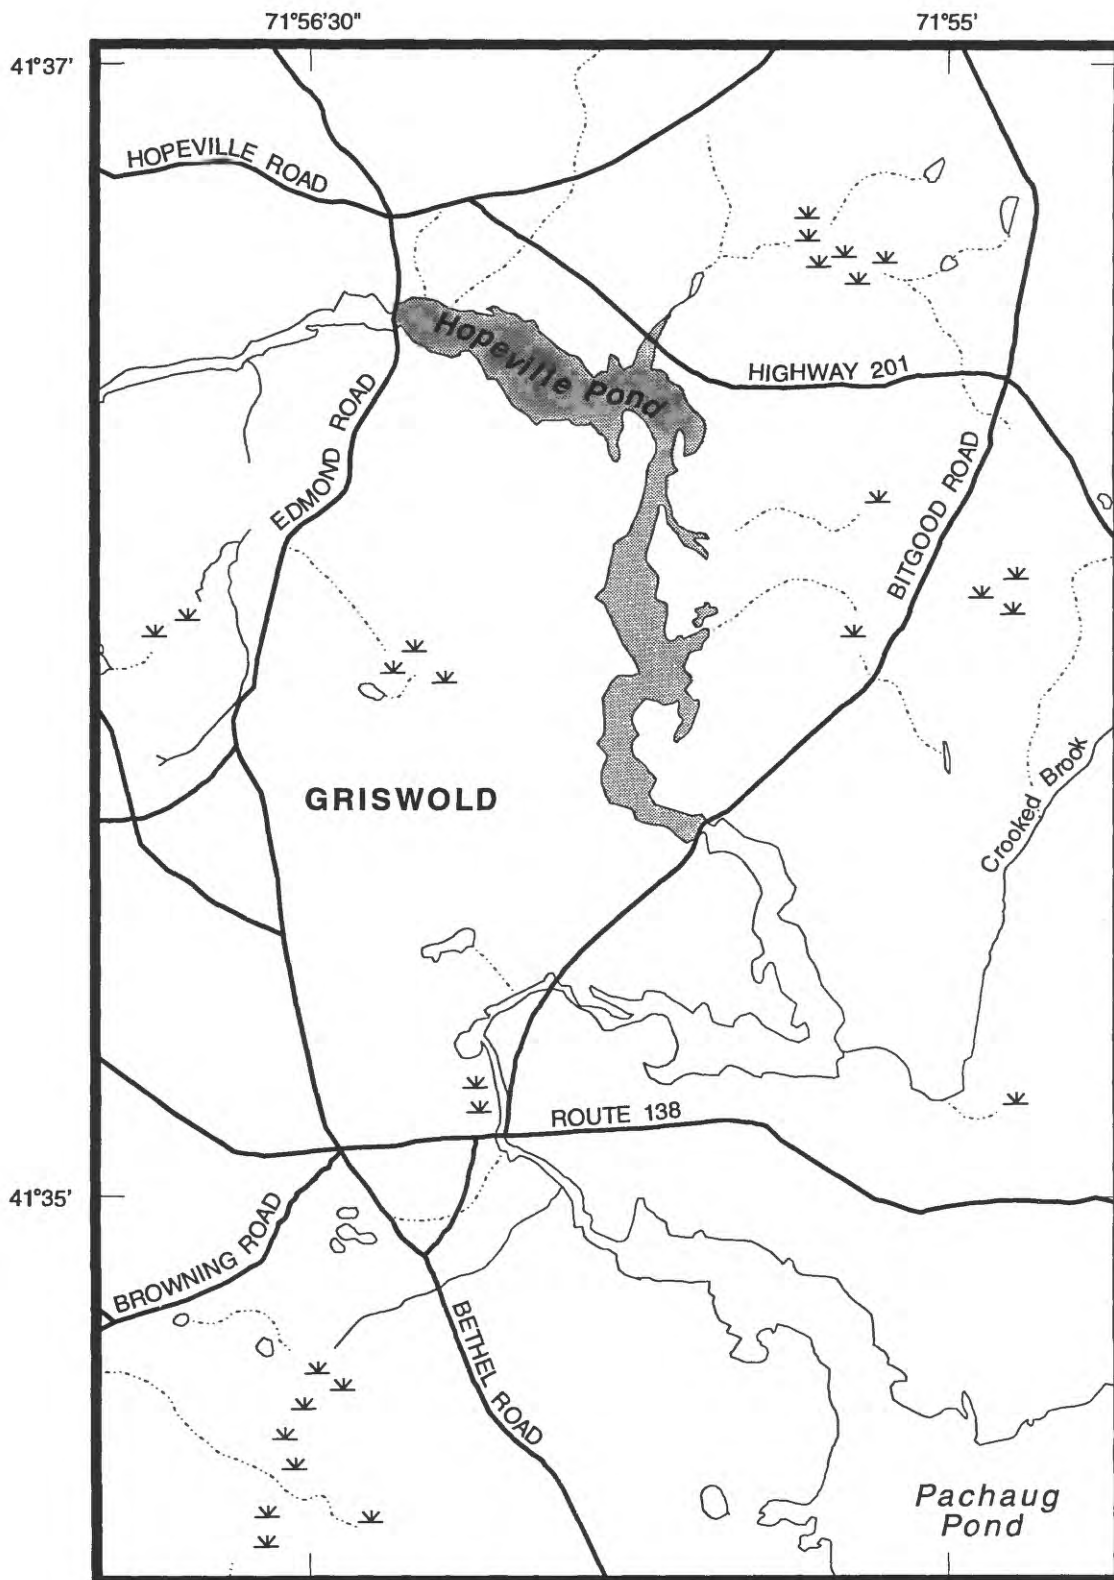 71°56'30"
71°55'
41°37'
HOPEVILLE ROAD
Hopeville Pond
HIGHWAY 201
EDMOND ROAD
BITGOOD ROAD
Crooked Brook
GRISWOLD
ROUTE 138
41°35'
BROWNING ROAD
BETHEL ROAD
Pachaug
Pond